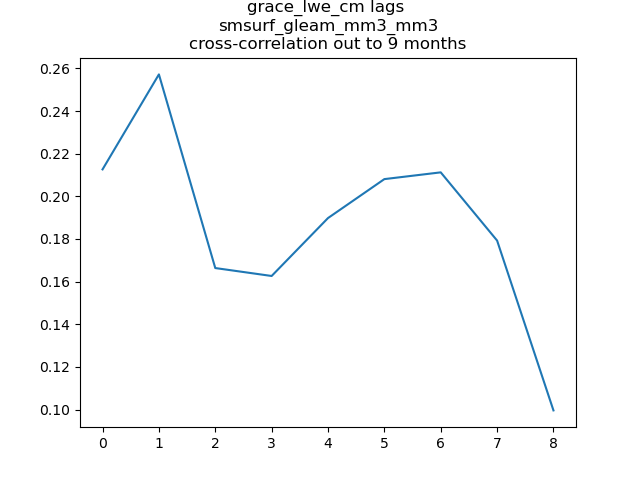 grace_lwe_cm lags
smsurf_gleam_mm3_mm3
cross-correlation out to 9 months
0.26
0.24
0.22
0.20
0.18
0.16
0.14
0.12
0.10
0 1 2 3 4 5 6 7 8